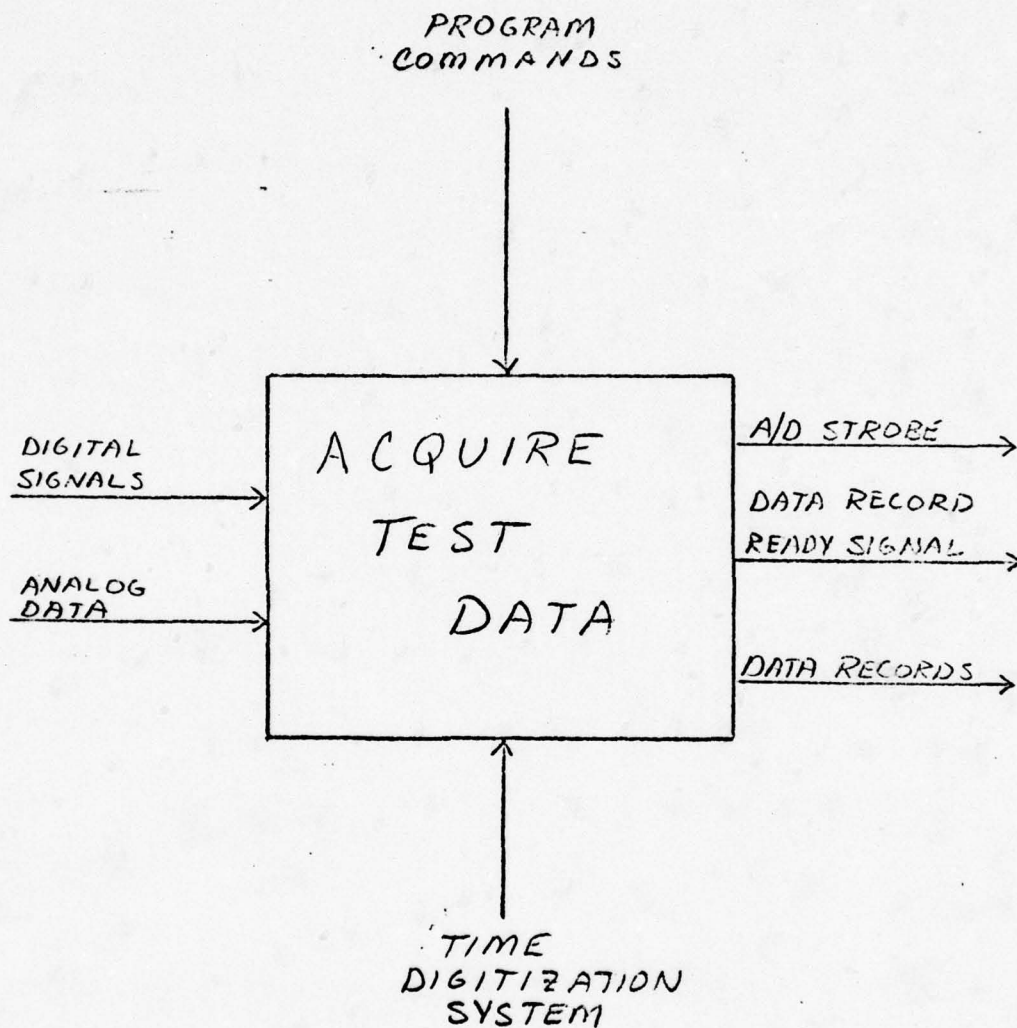 PROGRAM
COMMANDS
DIGITAL
SIGNALS
ANALOG
DATA
ACQUIRE
TEST
DATA
A/D STROBE
DATA RECORD
READY SIGNAL
DATA RECORDS
TIME
DIGITIZATION
SYSTEM